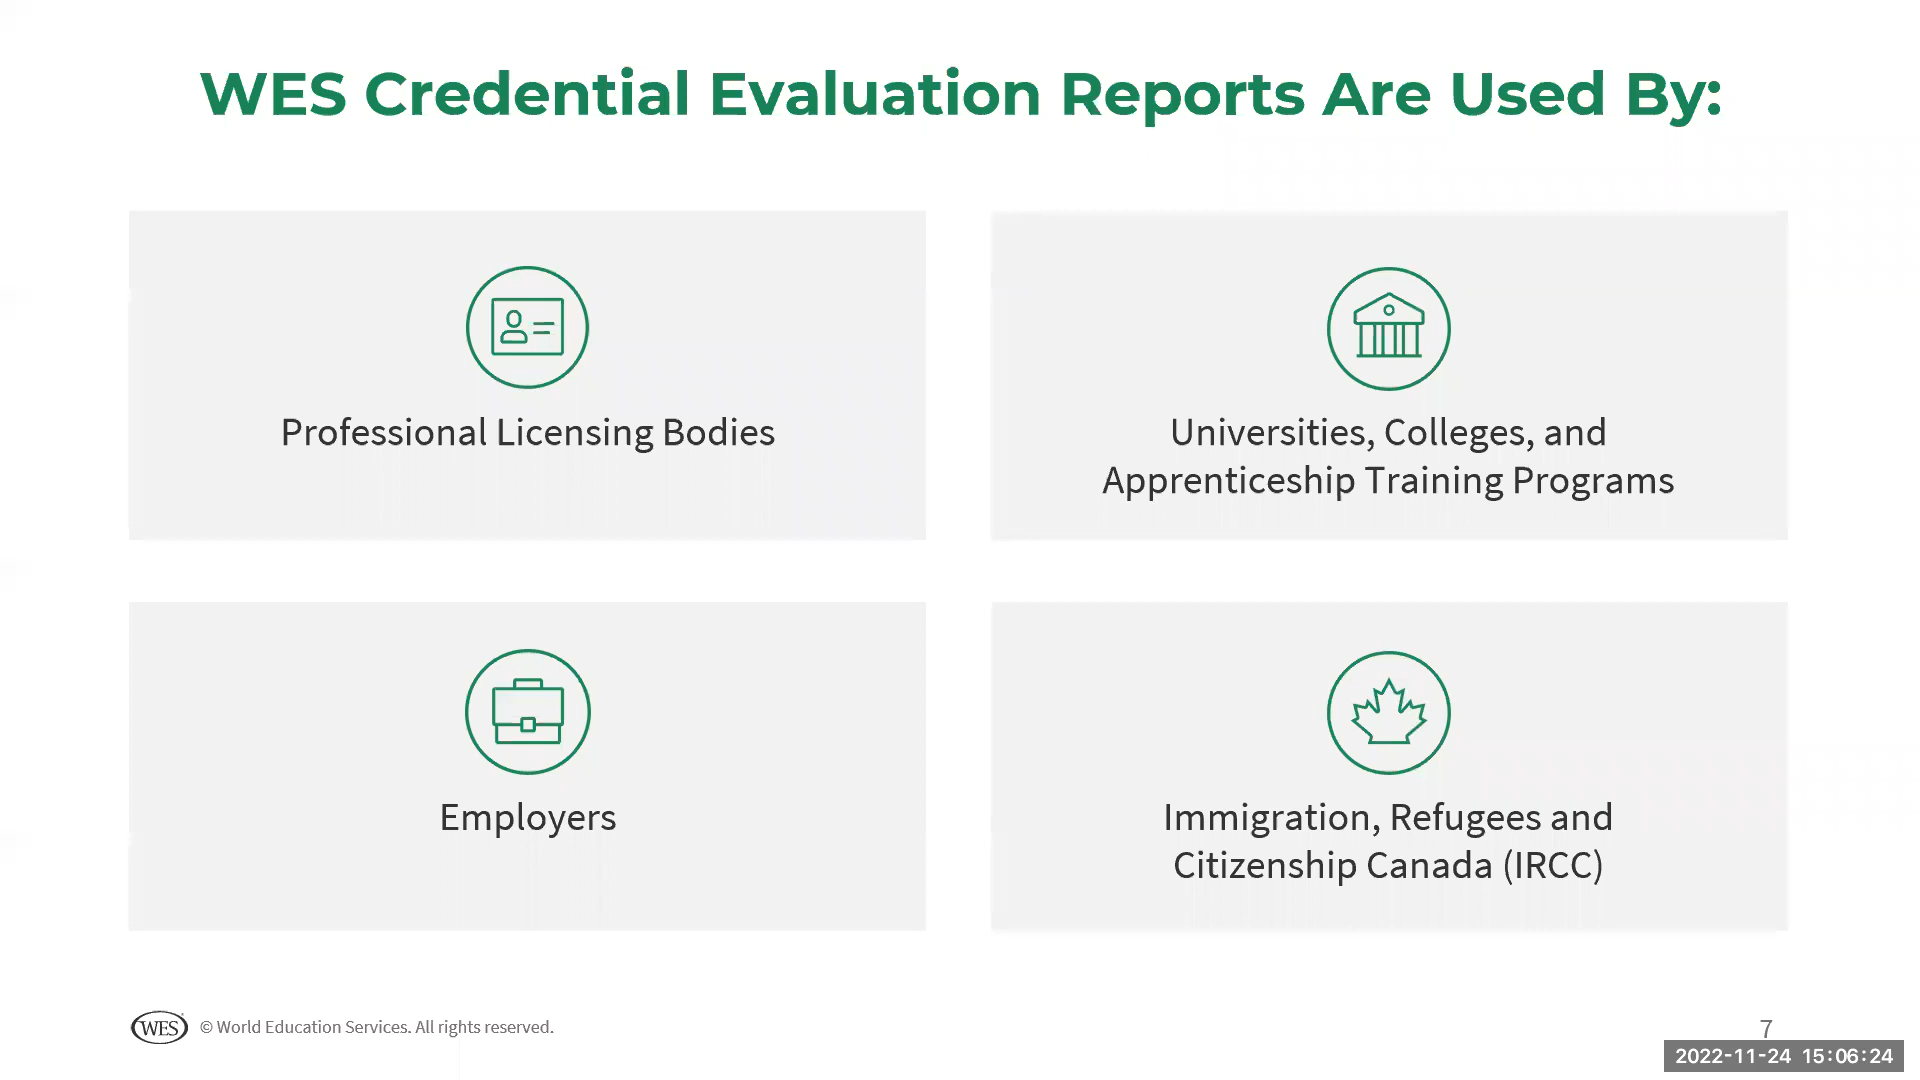 WES Credential Evaluation Reports Are Used By:
Professional Licensing Bodies
Universities, Colleges, and
Apprenticeship Training Programs
Employers
Immigration, Refugees and
Citizenship Canada (IRCC)
WES © World Education Services. All rights reserved.
7
2022-11-24 15:06:24